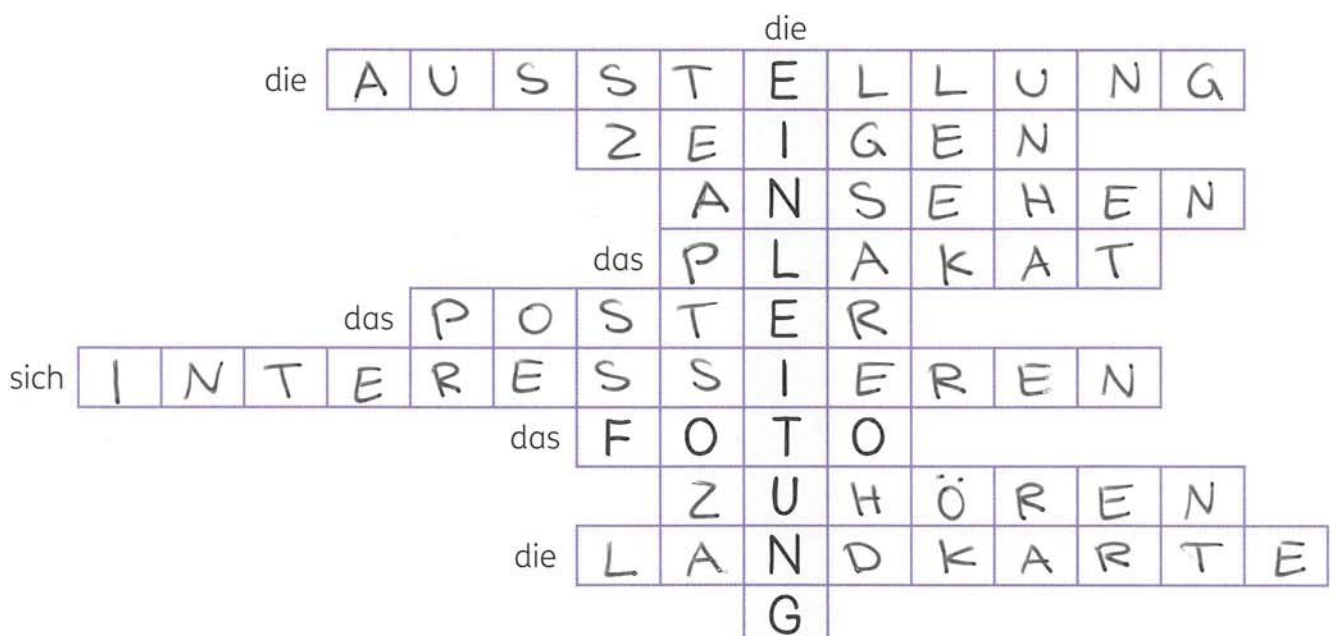 die
die AUSSTELLUNG
ZEIGEN
ANSEHEN
das PLAKAT
das POSTER
sich INTERESSIEREN
das FOTO
ZUHÖREN
die LANDKARTE
G